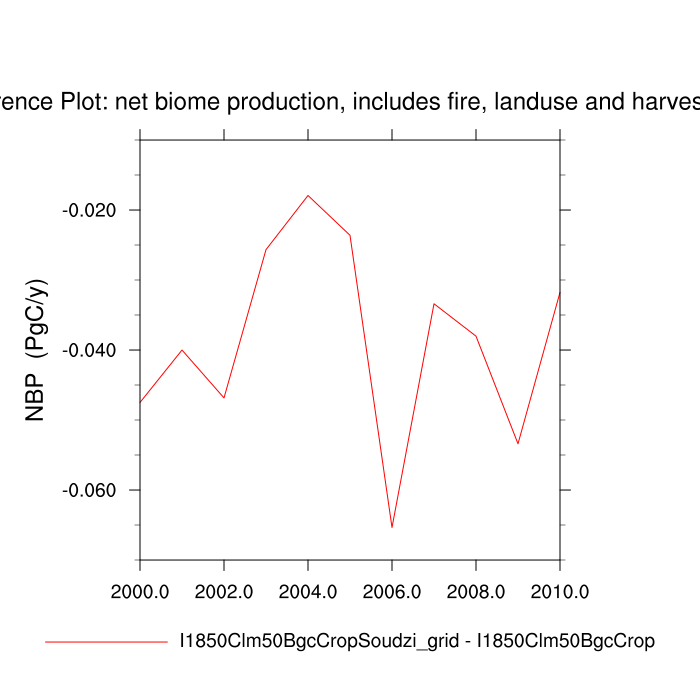 rence Plot: net biome production, includes fire, landuse and harves
-0.020
-0.040
-0.060
NBP (PgC/y)
2000.0 2002.0 2004.0 2006.0 2008.0 2010.0
I1850Clm50BgcCropSoudzi_grid - I1850Clm50BgcCrop